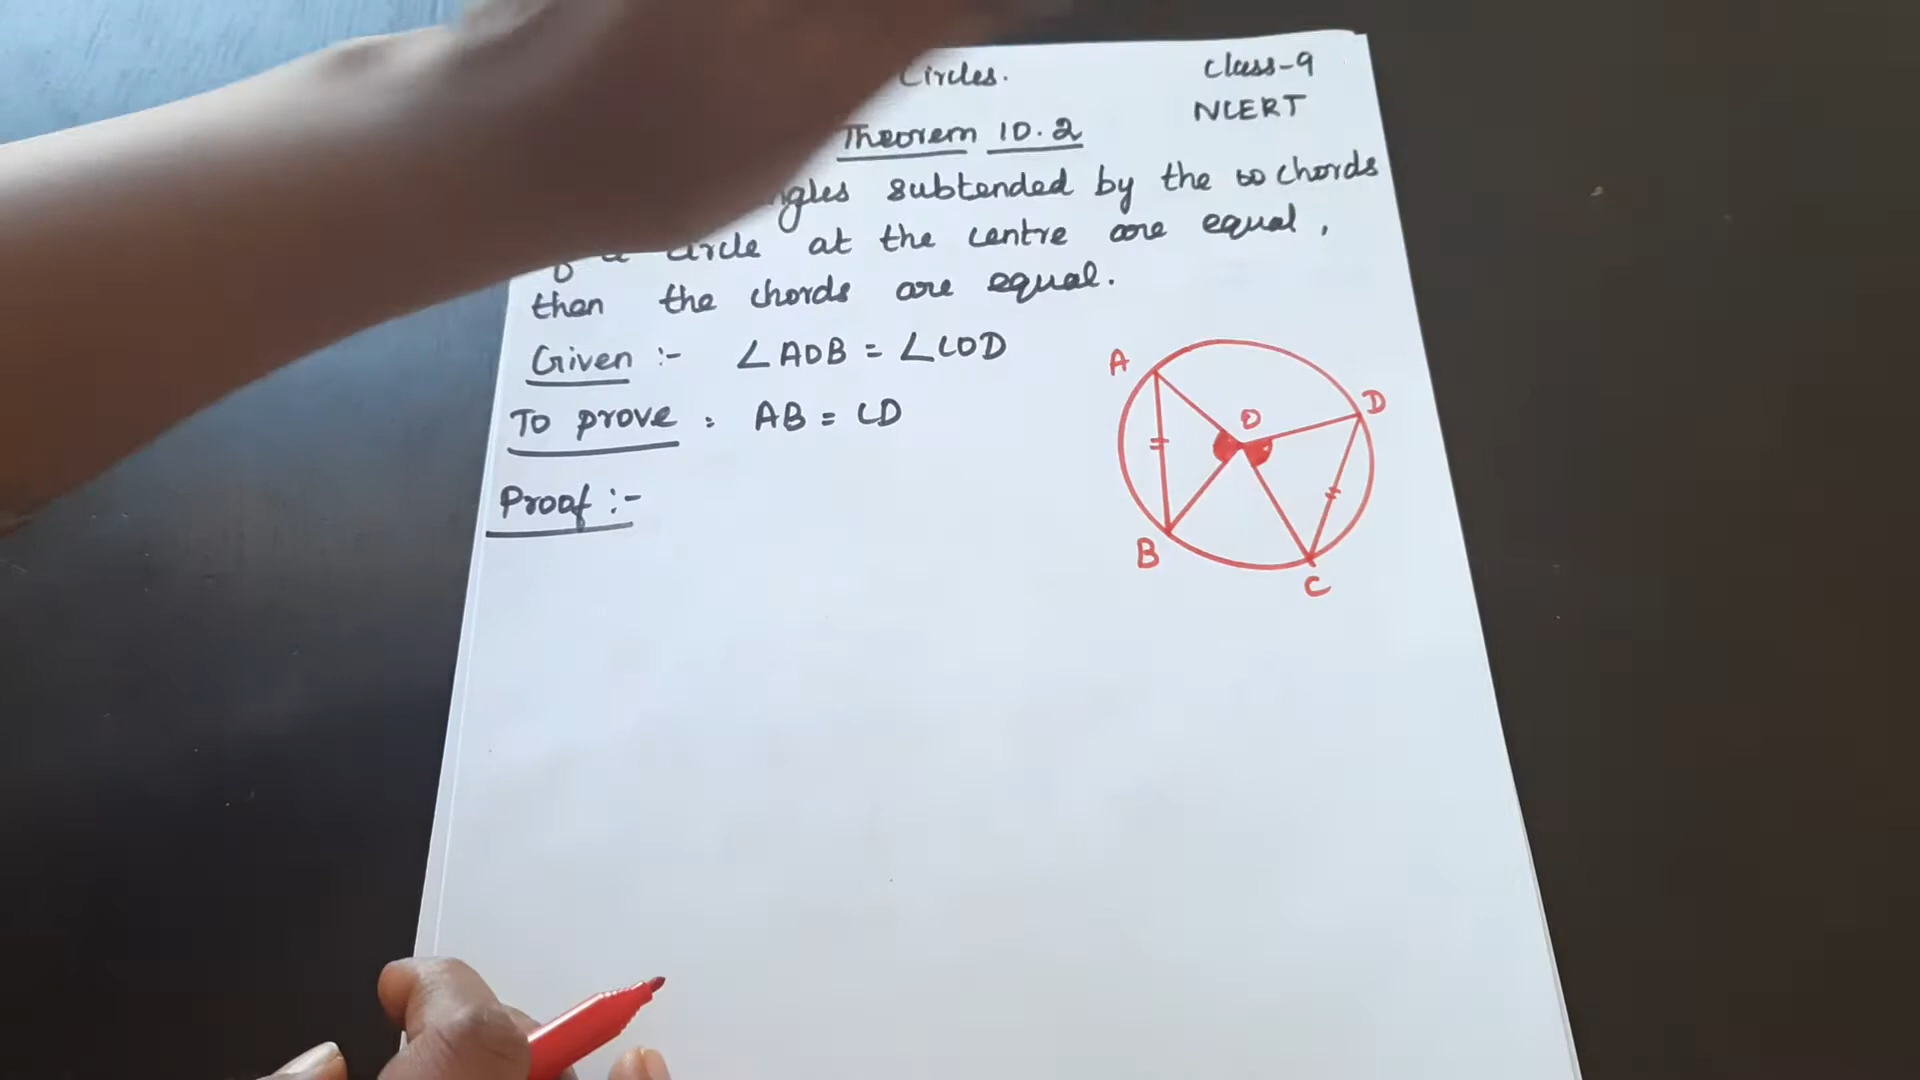 Circles.
Class-9
NCERT
Theorem 10.2
subtended by the chords
circle at the centre are equal,
then the chords are equal.
Given :- ∠AOB = ∠COD
To prove : AB = CD
Proof :-
A
D
O
B
C